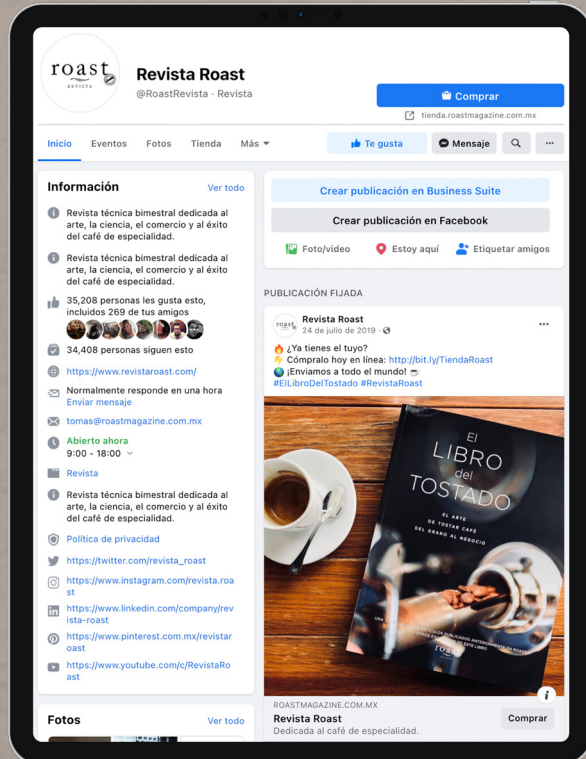 roast
REVISTA
Revista Roast
@RoastRevista · Revista
Comprar
tienda.roastmagazine.com.mx
Inicio
Eventos
Fotos
Tienda
Más
Te gusta
Mensaje
Información
Ver todo
Revista técnica bimestral dedicada al
arte, la ciencia, el comercio y al éxito
del café de especialidad.
Revista técnica bimestral dedicada al
arte, la ciencia, el comercio y al éxito
del café de especialidad.
35,208 personas les gusta esto,
incluidos 269 de tus amigos
34,408 personas siguen esto
https://www.revistaroast.com/
Normalmente responde en una hora
Enviar mensaje
tomas@roastmagazine.com.mx
Abierto ahora
9:00 - 18:00
Revista
Revista técnica bimestral dedicada al
arte, la ciencia, el comercio y al éxito
del café de especialidad.
Política de privacidad
https://twitter.com/revista_roast
https://www.instagram.com/revista.roa
st
https://www.linkedin.com/company/rev
ista-roast
https://www.pinterest.com.mx/revistar
oast
https://www.youtube.com/c/RevistaRo
ast
Fotos
Ver todo
Crear publicación en Business Suite
Crear publicación en Facebook
Foto/video
Estoy aquí
Etiquetar amigos
PUBLICACIÓN FIJADA
roast
Revista Roast
24 de julio de 2019 ·
¿Ya tienes el tuyo?
Cómpralo hoy en línea: http://bit.ly/TiendaRoast
¡Enviamos a todo el mundo!
#ElLibroDelTostado #RevistaRoast
El
LIBRO
del
TOSTADO
EL ARTE
DE TOSTAR CAFÉ
DEL GRANO AL NEGOCIO
roast
ROASTMAGAZINE.COM.MX
Revista Roast
Dedicada al café de especialidad.
Comprar